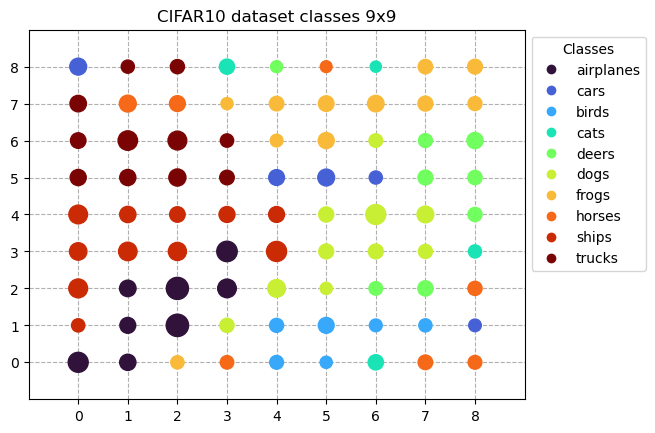 CIFAR10 dataset classes 9x9
8
7
6
5
4
3
2
1
0
0 1 2 3 4 5 6 7 8
Classes
airplanes
cars
birds
cats
deers
dogs
frogs
horses
ships
trucks